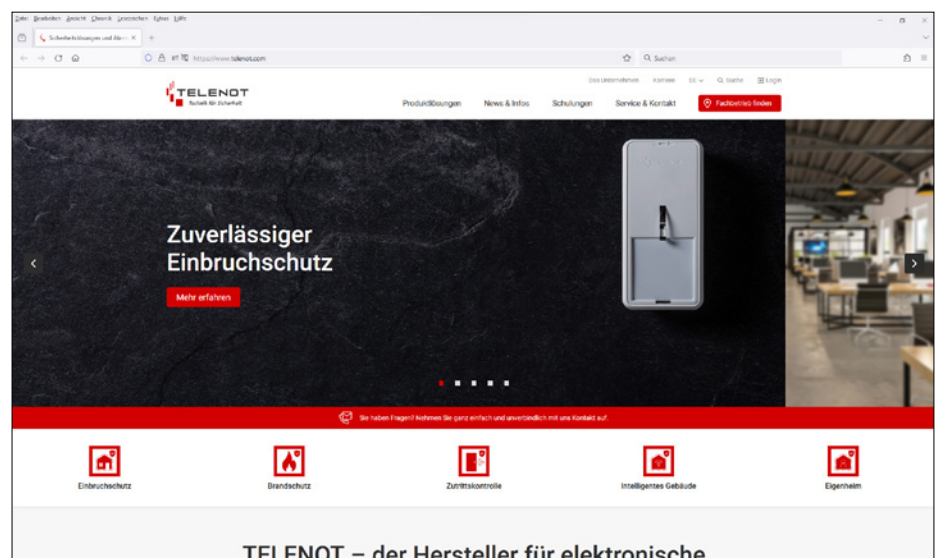 Datei Bearbeiten Ansicht Chronik Lesezeichen Extras Hilfe
https://www.telenot.com
Suchen
Das Unternehmen Karriere DE Suche Login
TELENOT
Technik für Sicherheit
Produktlösungen News & Infos Schulungen Service & Kontakt Fachbetrieb finden
Zuverlässiger
Einbruchschutz
Mehr erfahren
Sie haben Fragen? Nehmen Sie ganz einfach und unverbindlich mit uns Kontakt auf.
Einbruchschutz Brandschutz Zutrittskontrolle Intelligentes Gebäude Eigenheim
TELENOT – der Hersteller für elektronische